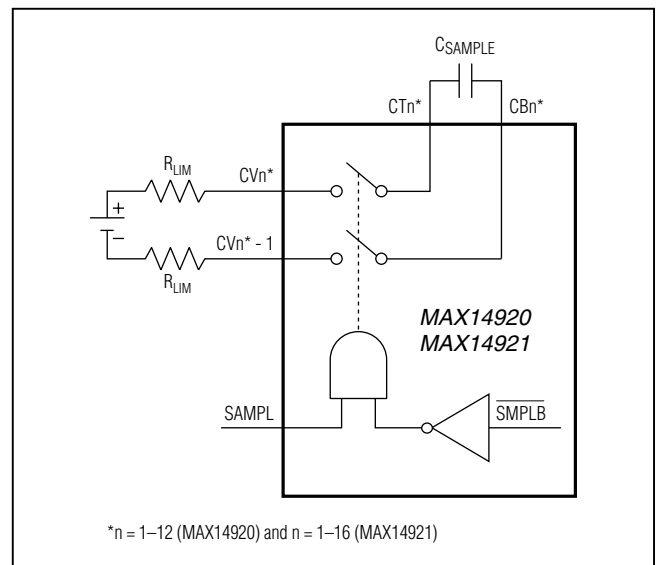 CSAMPLE
CTn*
CBn*
RLIM
CVn*
+
−
CVn* - 1
RLIM
MAX14920
MAX14921
SAMPL
SMPLB
*n = 1–12 (MAX14920) and n = 1–16 (MAX14921)